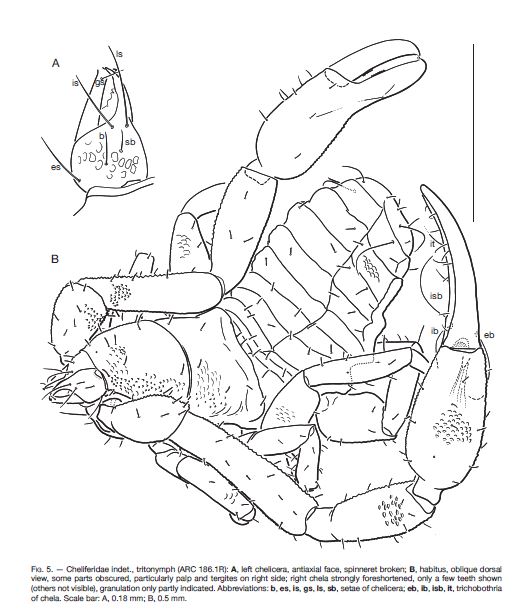 A
ls
is
gs
b
sb
es
B
it
isb
ib
eb
FIG. 5. — Cheliferidae indet., tritonymph (ARC 186.1R): A, left chelicera, antiaxial face, spinneret broken; B, habitus, oblique dorsal
view, some parts obscured, particularly palp and tergites on right side; right chela strongly foreshortened, only a few teeth shown
(others not visible), granulation only partly indicated. Abbreviations: b, es, is, gs, ls, sb, setae of chelicera; eb, ib, isb, it, trichobothria
of chela. Scale bar: A, 0.18 mm; B, 0.5 mm.